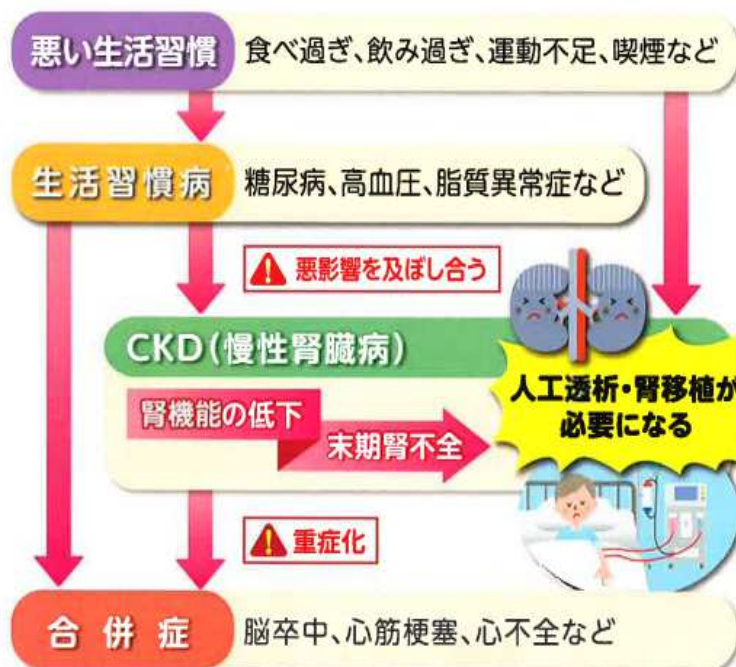 悪い生活習慣 食べ過ぎ、飲み過ぎ、運動不足、喫煙など
生活習慣病 糖尿病、高血圧、脂質異常症など
悪影響を及ぼし合う
CKD(慢性腎臓病)
腎機能の低下
末期腎不全
人工透析・腎移植が
必要になる
重症化
合併症 脳卒中、心筋梗塞、心不全など